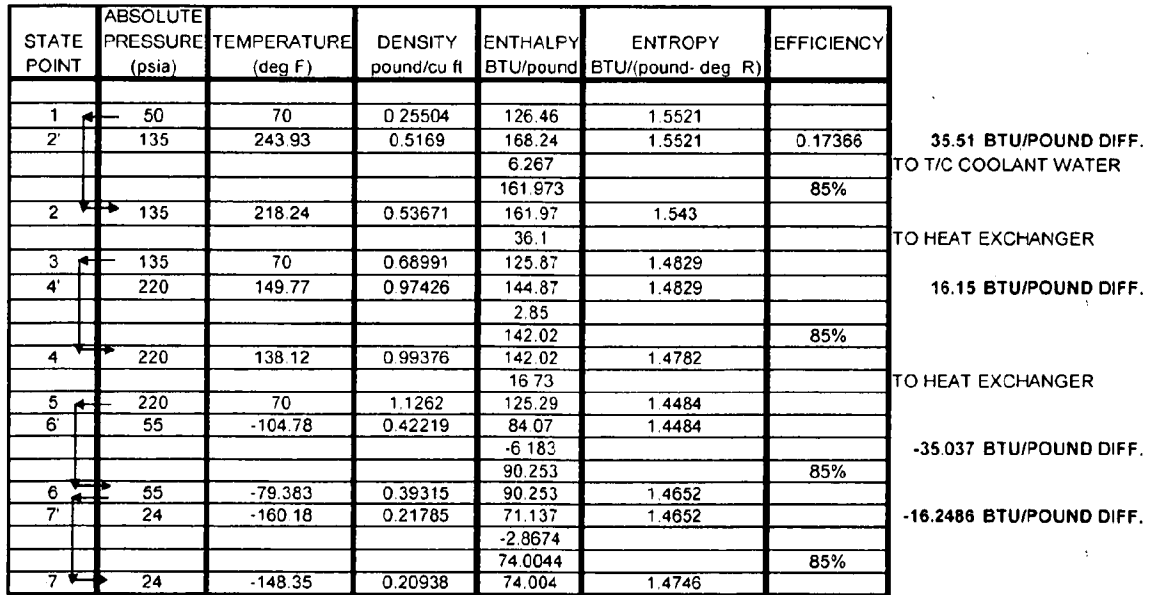 ABSOLUTE
STATE PRESSURE TEMPERATURE DENSITY ENTHALPY ENTROPY EFFICIENCY
POINT (psia) (deg F) pound/cu ft BTU/pound BTU/(pound- deg R)
1 50 70 0.25504 126.46 1.5521
2' 135 243.93 0.5169 168.24 1.5521 0.17366 35.51 BTU/POUND DIFF.
6.267 TO T/C COOLANT WATER
161.973 85%
2 135 218.24 0.53671 161.97 1.543
36.1 TO HEAT EXCHANGER
3 135 70 0.68991 125.87 1.4829
4' 220 149.77 0.97426 144.87 1.4829 16.15 BTU/POUND DIFF.
2.85
142.02 85%
4 220 138.12 0.99376 142.02 1.4782
16.73 TO HEAT EXCHANGER
5 220 70 1.1262 125.29 1.4484
6' 55 -104.78 0.42219 84.07 1.4484
-6.183 -35.037 BTU/POUND DIFF.
90.253 85%
6 55 -79.383 0.39315 90.253 1.4652
7' 24 -160.18 0.21785 71.137 1.4652 -16.2486 BTU/POUND DIFF.
-2.8674
74.0044 85%
7 24 -148.35 0.20938 74.004 1.4746